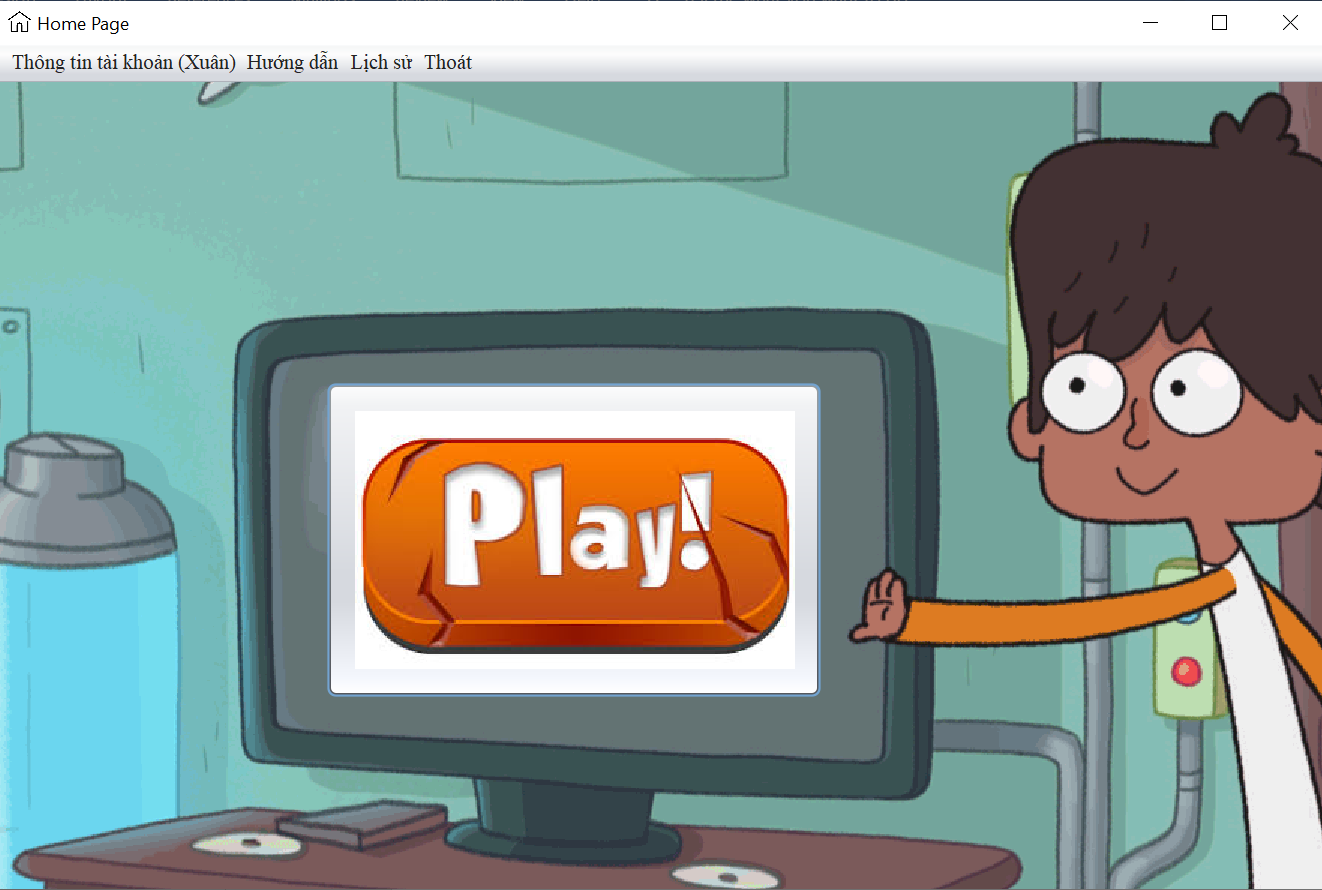 Home Page
Thông tin tài khoản (Xuân) Hướng dẫn Lịch sử Thoát
Play!